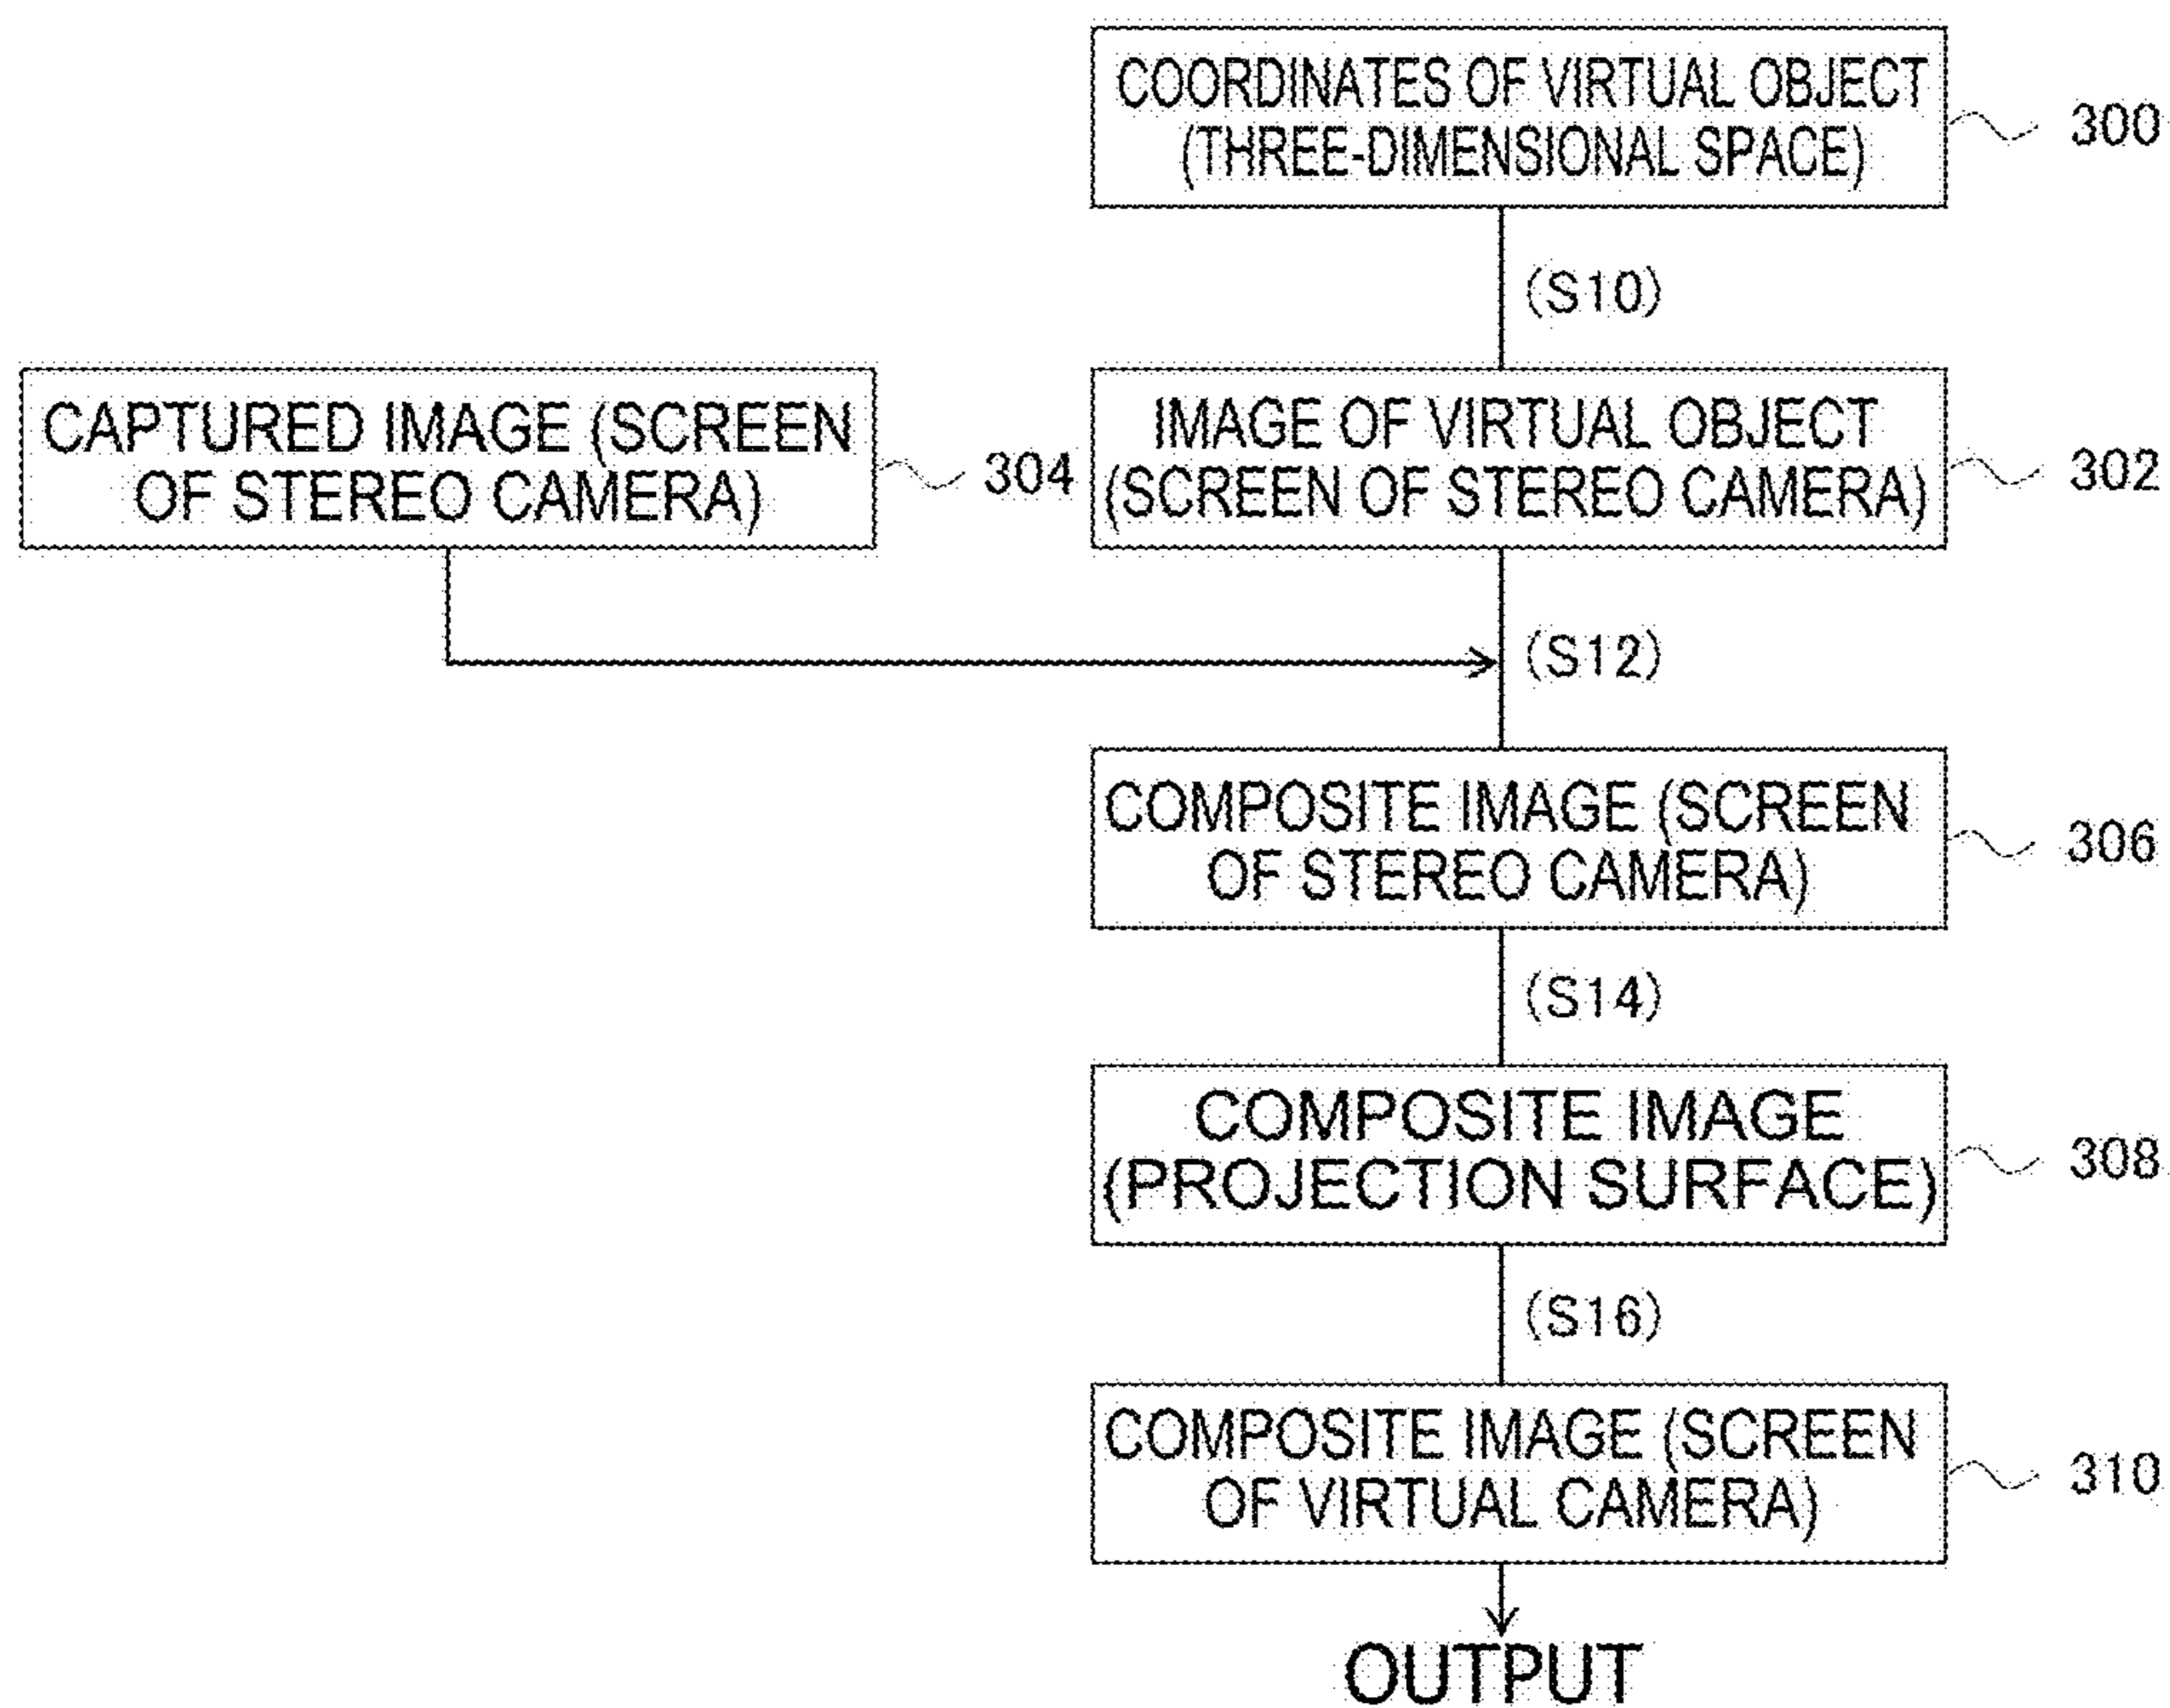 COORDINATES OF VIRTUAL OBJECT
(THREE-DIMENSIONAL SPACE)
300
(S10)
CAPTURED IMAGE (SCREEN
OF STEREO CAMERA)
304
IMAGE OF VIRTUAL OBJECT
(SCREEN OF STEREO CAMERA)
302
(S12)
COMPOSITE IMAGE (SCREEN
OF STEREO CAMERA)
306
(S14)
COMPOSITE IMAGE
(PROJECTION SURFACE)
308
(S16)
COMPOSITE IMAGE (SCREEN
OF VIRTUAL CAMERA)
310
OUTPUT